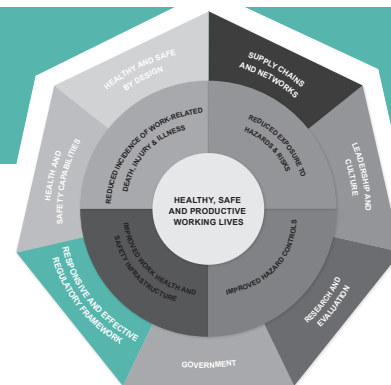 HEALTHY AND SAFE
BY DESIGN
SUPPLY CHAINS
AND NETWORKS
LEADERSHIP AND
CULTURE
RESEARCH AND
EVALUATION
GOVERNMENT
RESPONSIVE AND EFFECTIVE
REGULATORY FRAMEWORK
HEALTH AND
SAFETY CAPABILITIES
REDUCED INCIDENCE OF WORK-RELATED
DEATH, INJURY & ILLNESS
REDUCED EXPOSURE TO
HAZARDS & RISKS
IMPROVED HAZARD CONTROLS
IMPROVED WORK HEALTH AND
SAFETY INFRASTRUCTURE
HEALTHY, SAFE
AND PRODUCTIVE
WORKING LIVES